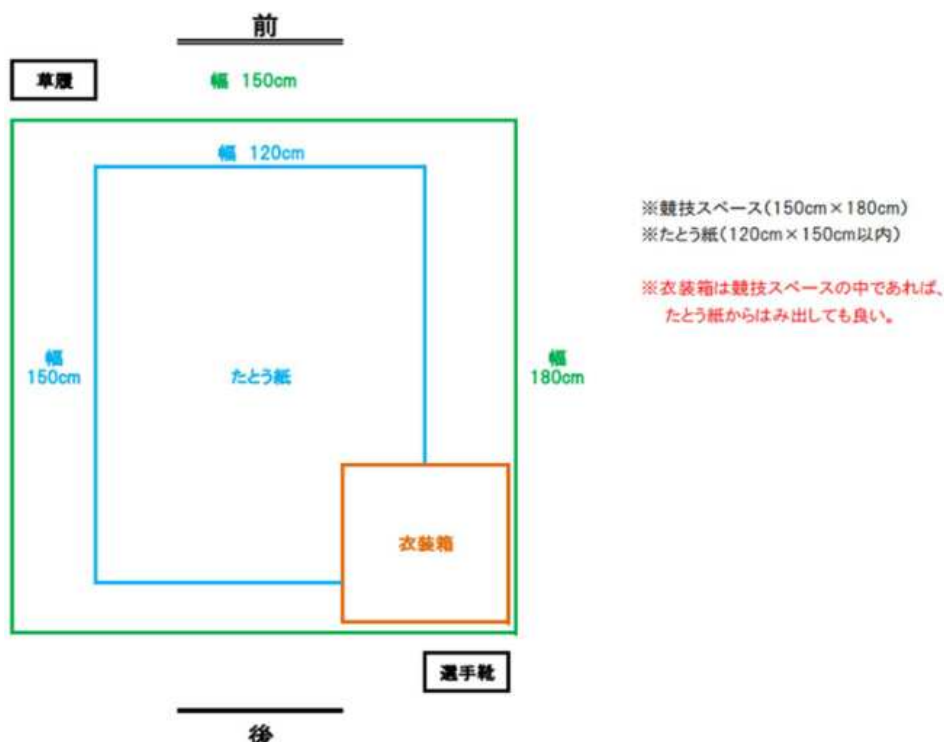 前
草履
幅 150cm
幅 120cm
※競技スペース(150cm×180cm)
※たとう紙(120cm×150cm以内)
※衣装箱は競技スペースの中であれば、
たとう紙からはみ出しても良い。
幅
150cm
たとう紙
幅
180cm
衣装箱
選手靴
後